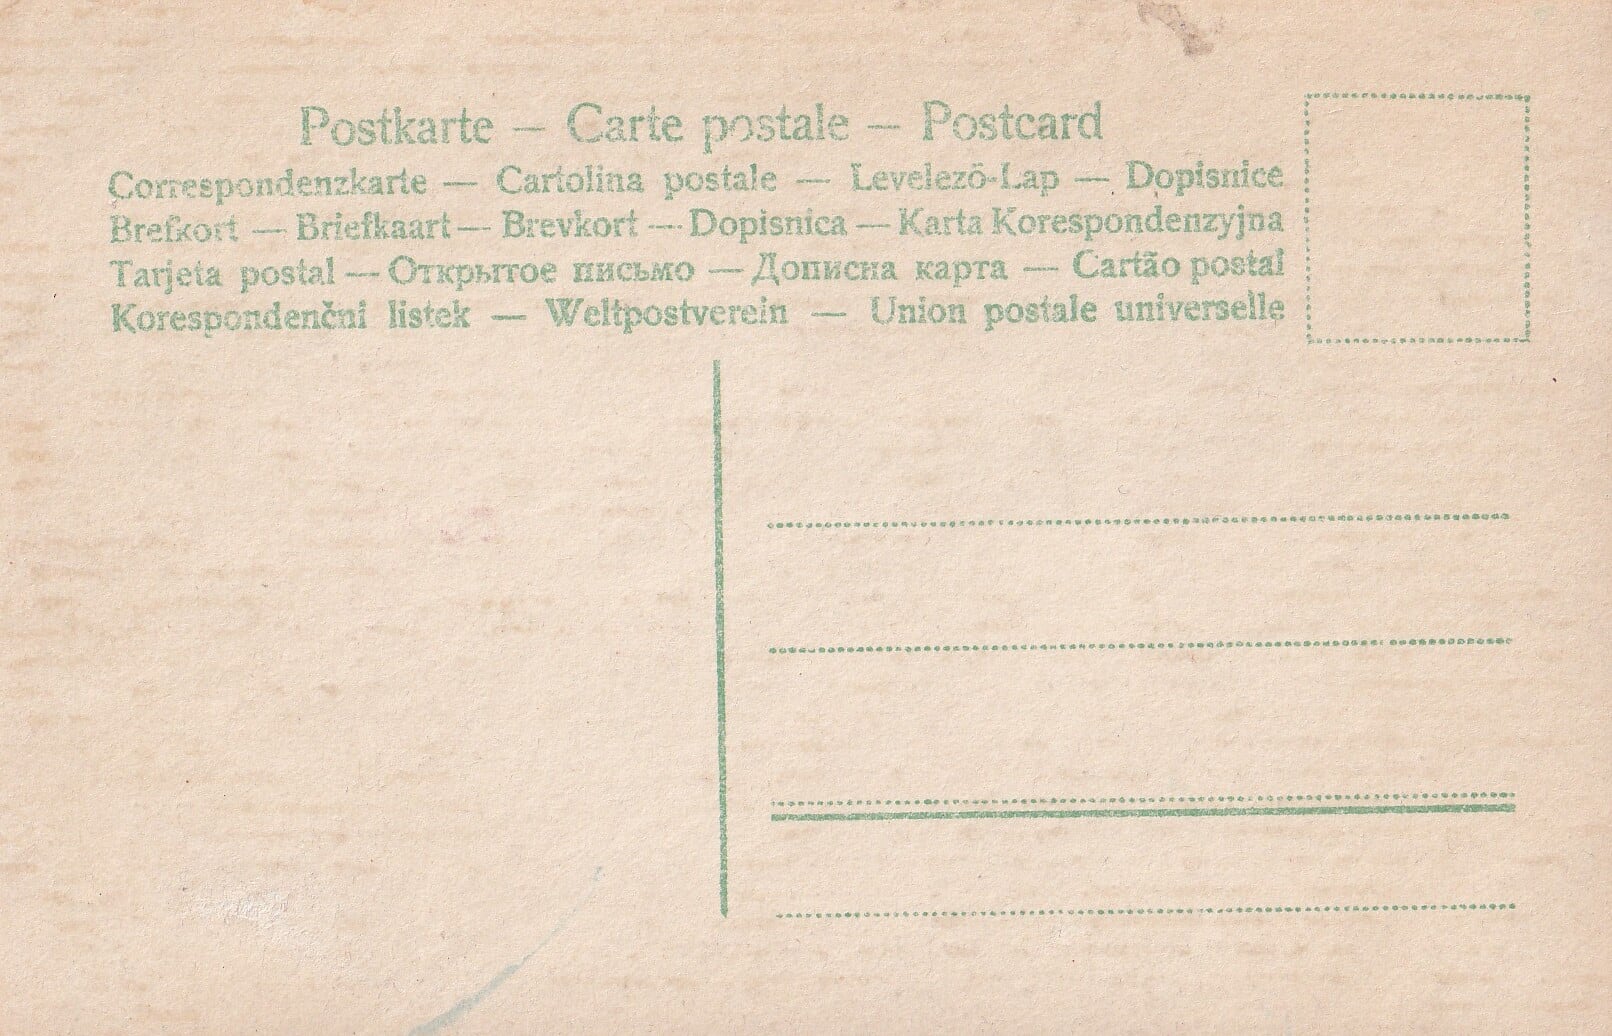 Postkarte – Carte postale – Postcard
Correspondenzkarte — Cartolina postale — Levelező-Lap — Dopisnice
Brefkort — Briefkaart — Brevkort — Dopisnica — Karta Korespondenzyjna
Tarjeta postal — Открытое письмо — Дописна карта — Cartão postal
Korespondenční listek — Weltpostverein — Union postale universelle